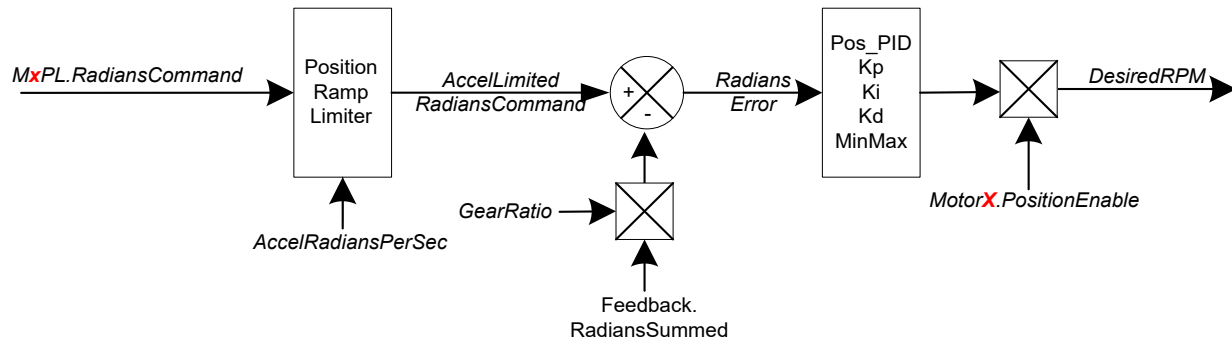 MxPL.RadiansCommand
Position
Ramp
Limiter
AccelRadiansPerSec
AccelLimited
RadiansCommand
+
-
GearRatio
Feedback.
RadiansSummed
Radians
Error
Pos_PID
Kp
Ki
Kd
MinMax
MotorX.PositionEnable
DesiredRPM